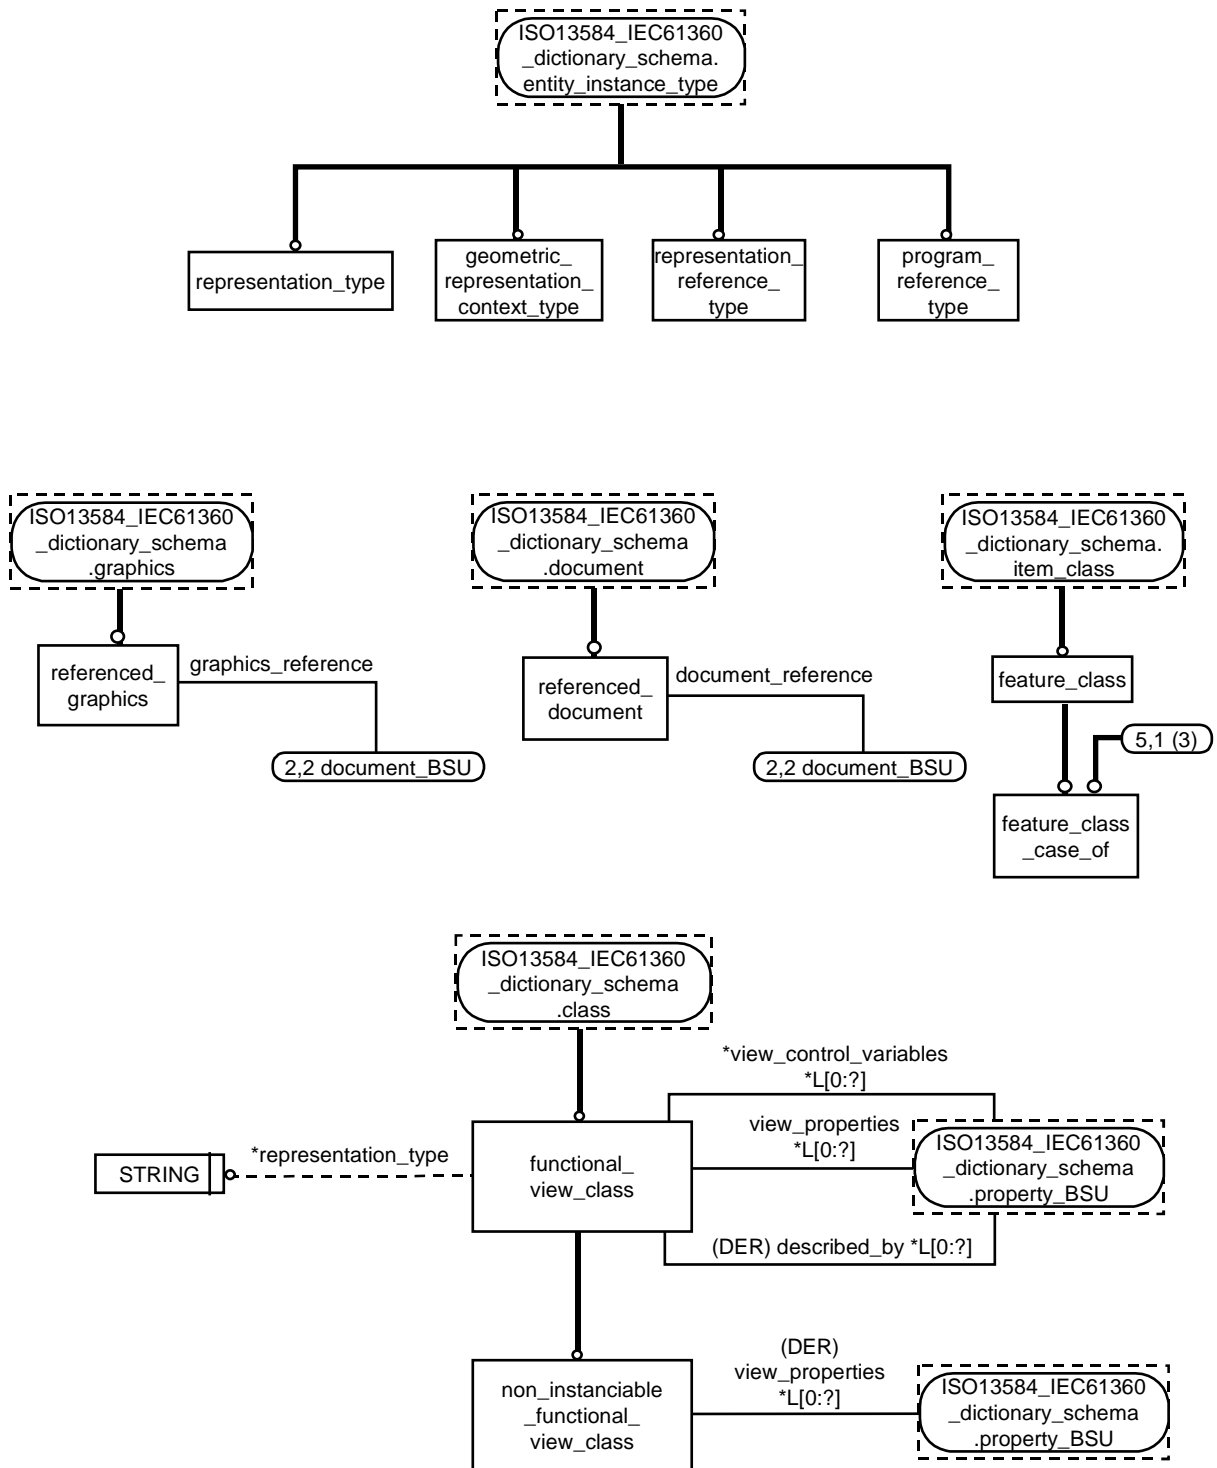 ISO13584_IEC61360
_dictionary_schema.
entity_instance_type
representation_type
geometric_
representation_
context_type
representation_
reference_
type
program_
reference_
type
ISO13584_IEC61360
_dictionary_schema
.graphics
referenced_
graphics
graphics_reference
2,2 document_BSU
ISO13584_IEC61360
_dictionary_schema
.document
referenced_
document
document_reference
2,2 document_BSU
ISO13584_IEC61360
_dictionary_schema.
item_class
feature_class
5,1 (3)
feature_class
_case_of
ISO13584_IEC61360
_dictionary_schema
.class
*view_control_variables
*L[0:?]
view_properties
*L[0:?]
STRING
*representation_type
functional_
view_class
ISO13584_IEC61360
_dictionary_schema
.property_BSU
(DER) described_by *L[0:?]
non_instanciable
_functional_
view_class
(DER)
view_properties
*L[0:?]
ISO13584_IEC61360
_dictionary_schema
.property_BSU